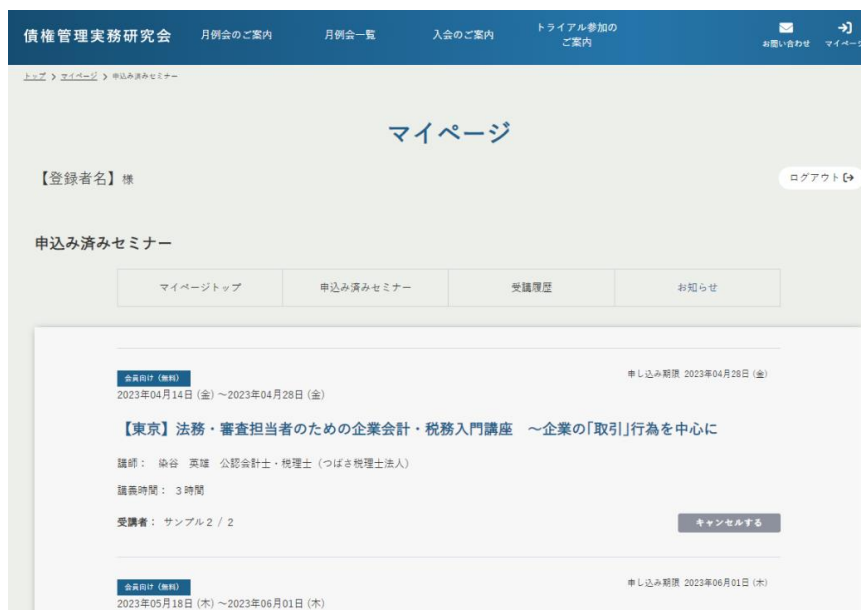 債権管理実務研究会
月例会のご案内
月例会一覧
入会のご案内
トライアル参加の
ご案内
お問い合わせ
マイページ
トップ > マイページ > 申込み済みセミナー
マイページ
【登録者名】様
ログアウト
申込み済みセミナー
マイページトップ
申込み済みセミナー
受講履歴
お知らせ
会員向け（無料）
申し込み期限 2023年04月28日（金）
2023年04月14日（金）～2023年04月28日（金）
【東京】法務・審査担当者のための企業会計・税務入門講座 ～企業の「取引」行為を中心に
講師： 染谷 英雄 公認会計士・税理士（つばさ税理士法人）
講義時間： 3時間
受講者： サンプル2 / 2
キャンセルする
会員向け（無料）
申し込み期限 2023年06月01日（木）
2023年05月18日（木）～2023年06月01日（木）